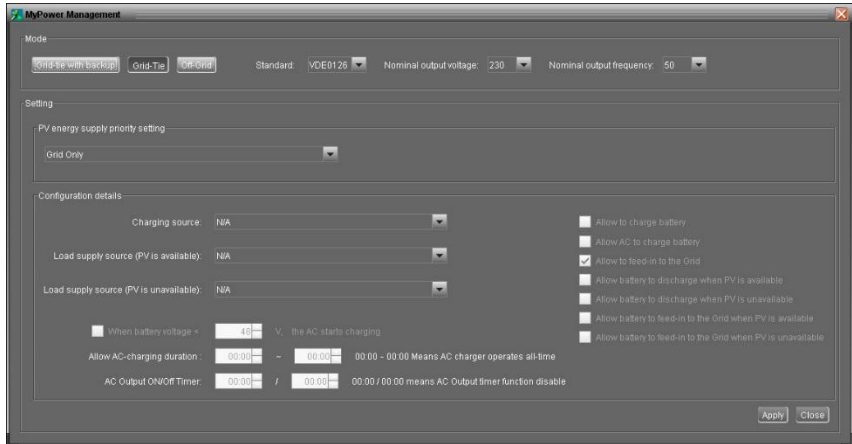 MyPower Management
Mode
Grid-tie with backup Grid-Tie Off-Grid Standard: VDE0126 Nominal output voltage: 230 Nominal output frequency: 50
Setting
PV energy supply priority setting
Grid Only
Configuration details
Charging source: N/A
Load supply source (PV is available): N/A
Load supply source (PV is unavailable): N/A
Allow to charge battery
Allow AC to charge battery
Allow to feed-in to the Grid
Allow battery to discharge when PV is available
Allow battery to discharge when PV is unavailable
Allow battery to feed-in to the Grid when PV is available
Allow battery to feed-in to the Grid when PV is unavailable
When battery voltage < 48 V, the AC starts charging
Allow AC-charging duration : 00:00 ~ 00:00 00:00 - 00:00 Means AC charger operates all-time
AC Output ON/Off Timer: 00:00 / 00:00 00:00 / 00:00 means AC Output timer function disable
Apply Close